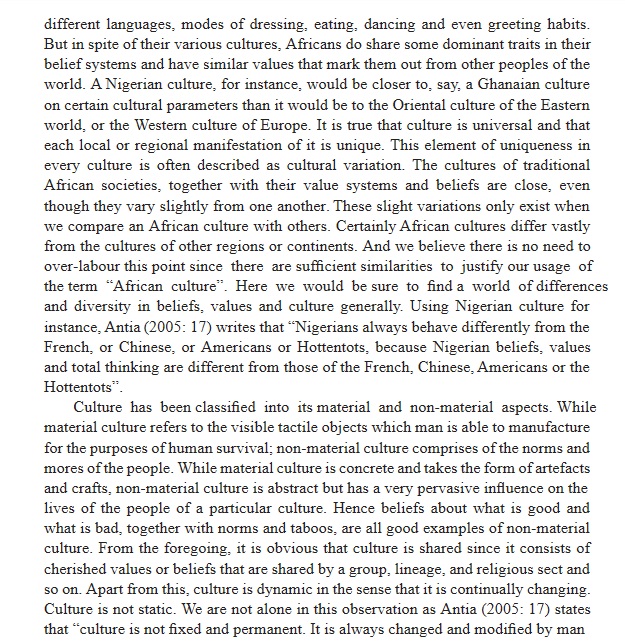 different languages, modes of dressing, eating, dancing and even greeting habits.
But in spite of their various cultures, Africans do share some dominant traits in their
belief systems and have similar values that mark them out from other peoples of the
world. A Nigerian culture, for instance, would be closer to, say, a Ghanaian culture
on certain cultural parameters than it would be to the Oriental culture of the Eastern
world, or the Western culture of Europe. It is true that culture is universal and that
each local or regional manifestation of it is unique. This element of uniqueness in
every culture is often described as cultural variation. The cultures of traditional
African societies, together with their value systems and beliefs are close, even
though they vary slightly from one another. These slight variations only exist when
we compare an African culture with others. Certainly African cultures differ vastly
from the cultures of other regions or continents. And we believe there is no need to
over-labour this point since there are sufficient similarities to justify our usage of
the term “African culture”. Here we would be sure to find a world of differences
and diversity in beliefs, values and culture generally. Using Nigerian culture for
instance, Antia (2005: 17) writes that “Nigerians always behave differently from the
French, or Chinese, or Americans or Hottentots, because Nigerian beliefs, values
and total thinking are different from those of the French, Chinese, Americans or the
Hottentots”.
Culture has been classified into its material and non-material aspects. While
material culture refers to the visible tactile objects which man is able to manufacture
for the purposes of human survival; non-material culture comprises of the norms and
mores of the people. While material culture is concrete and takes the form of artefacts
and crafts, non-material culture is abstract but has a very pervasive influence on the
lives of the people of a particular culture. Hence beliefs about what is good and
what is bad, together with norms and taboos, are all good examples of non-material
culture. From the foregoing, it is obvious that culture is shared since it consists of
cherished values or beliefs that are shared by a group, lineage, and religious sect and
so on. Apart from this, culture is dynamic in the sense that it is continually changing.
Culture is not static. We are not alone in this observation as Antia (2005: 17) states
that “culture is not fixed and permanent. It is always changed and modified by man